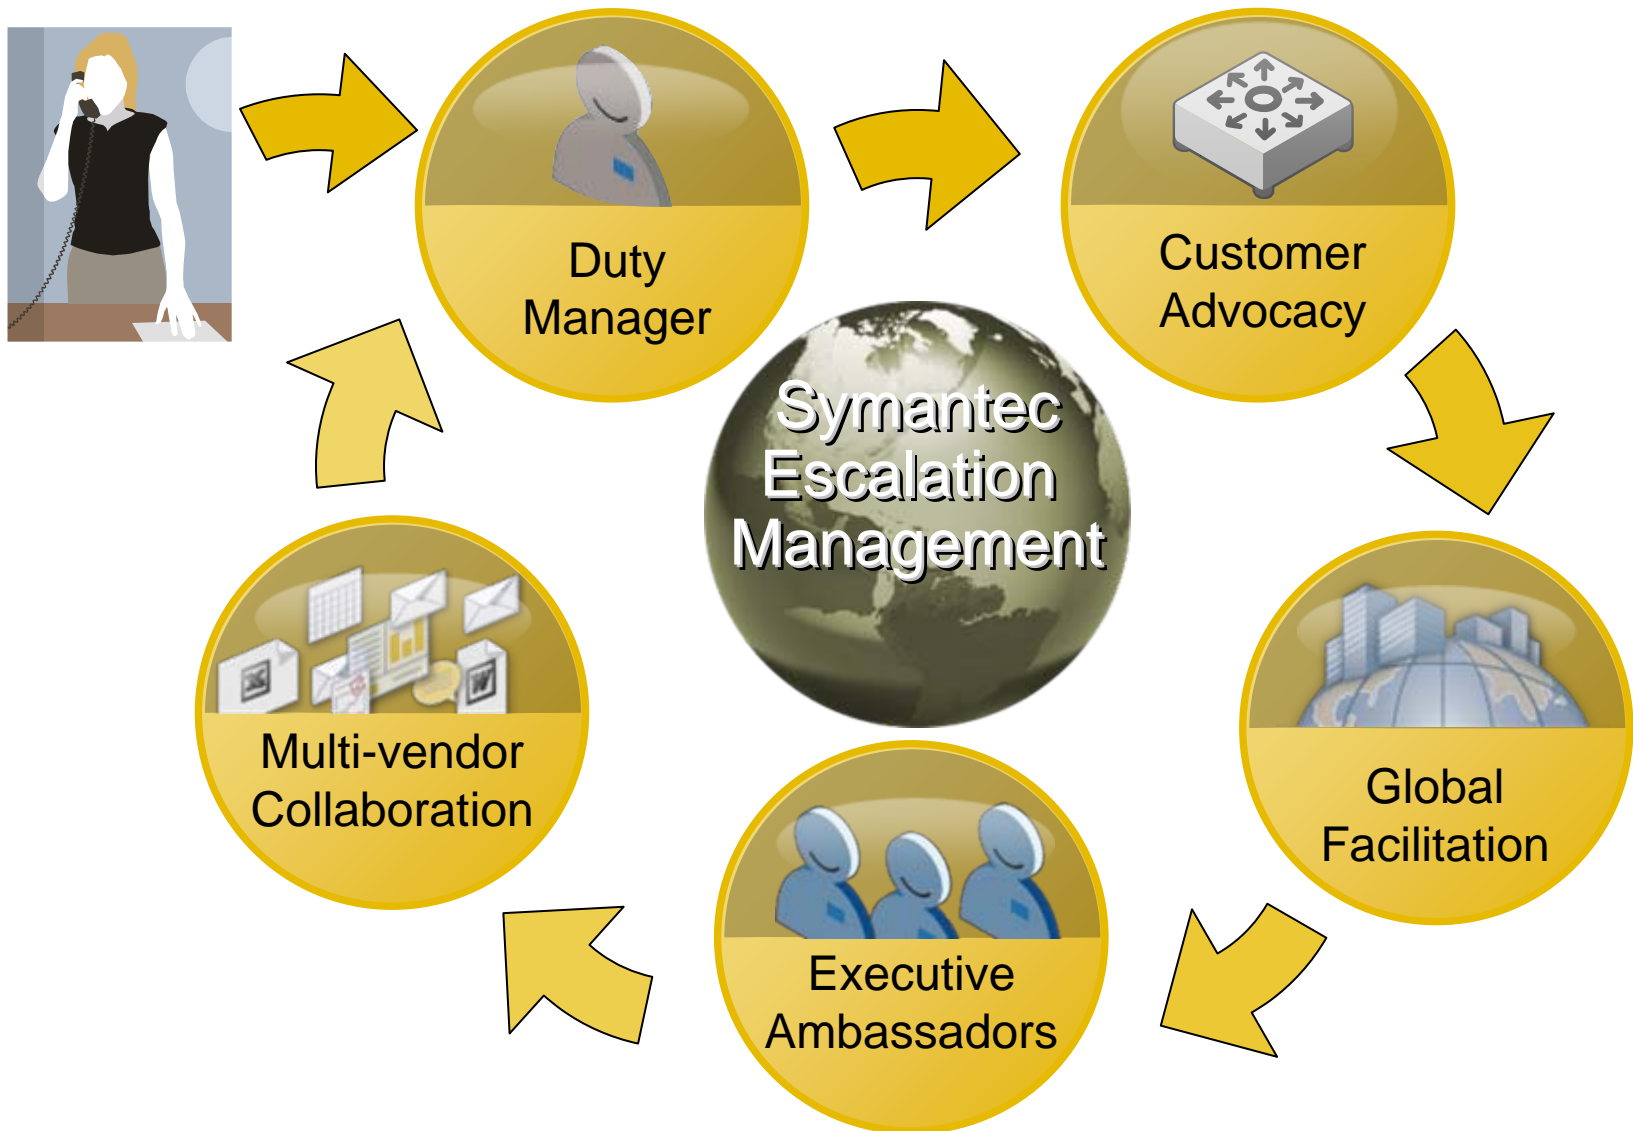 Duty
Manager
Customer
Advocacy
Symantec
Escalation
Management
Global
Facilitation
Executive
Ambassadors
Multi-vendor
Collaboration
X
W